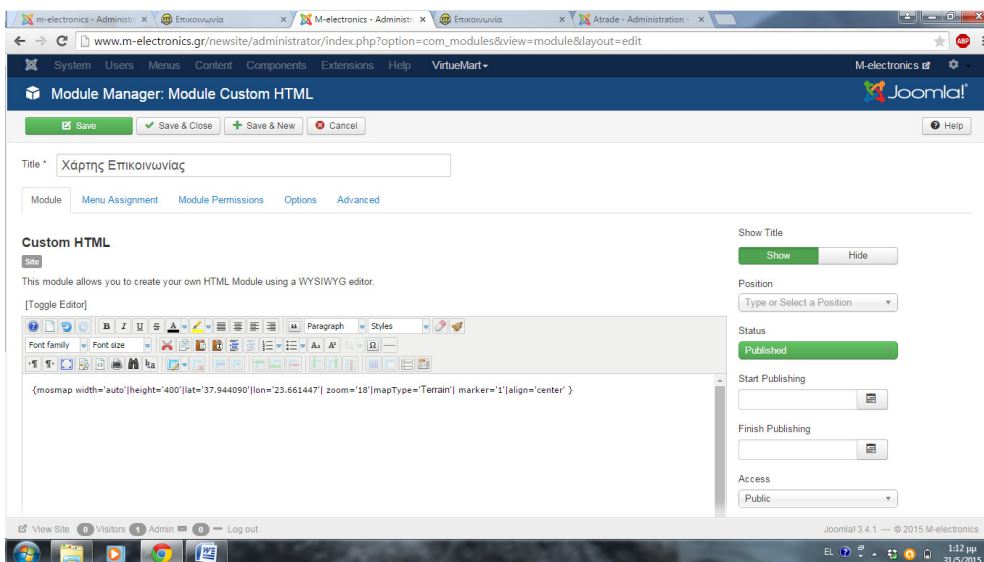 m-electronics - Administr
Επικοινωνία
M-electronics - Administr
Επικοινωνία
Atrade - Administration -
www.m-electronics.gr/newsite/administrator/index.php?option=com_modules&view=module&layout=edit
ABP
System Users Menus Content Components Extensions Help VirtueMart M-electronics
Module Manager: Module Custom HTML Joomla!
Save Save & Close Save & New Cancel Help
Title * Χάρτης Επικοινωνίας
Module Menu Assignment Module Permissions Options Advanced
Custom HTML
Site
This module allows you to create your own HTML Module using a WYSIWYG editor.
[Toggle Editor]
Paragraph Styles
Font family Font size
{mosmap width='auto'|height='400'|lat='37.944090'|lon='23.661447'| zoom='18'|mapType='Terrain'| marker='1'|align='center' }
Show Title
Show Hide
Position
Type or Select a Position
Status
Published
Start Publishing
Finish Publishing
Access
Public
View Site 0 Visitors 1 Admin 0 Log out Joomla! 3.4.1 — © 2015 M-electronics
EL 1:12 μμ
31/5/2015